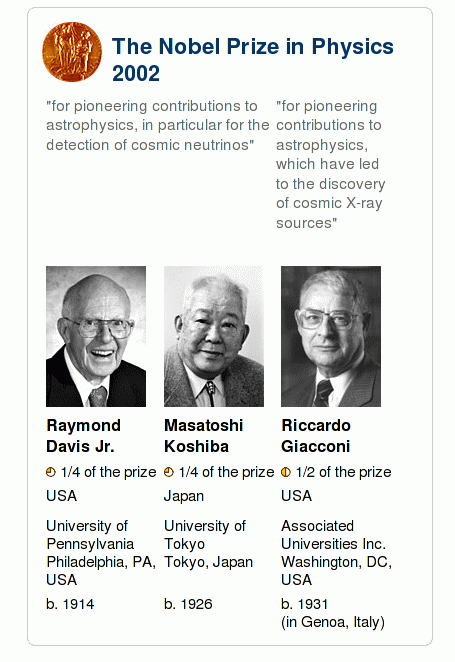 The Nobel Prize in Physics
2002
"for pioneering contributions to
astrophysics, in particular for the
detection of cosmic neutrinos"
"for pioneering
contributions to
astrophysics,
which have led
to the discovery
of cosmic X-ray
sources"
Raymond
Davis Jr.
1/4 of the prize
USA
University of
Pennsylvania
Philadelphia, PA,
USA
b. 1914
Masatoshi
Koshiba
1/4 of the prize
Japan
University of
Tokyo
Tokyo, Japan
b. 1926
Riccardo
Giacconi
1/2 of the prize
USA
Associated
Universities Inc.
Washington, DC,
USA
b. 1931
(in Genoa, Italy)